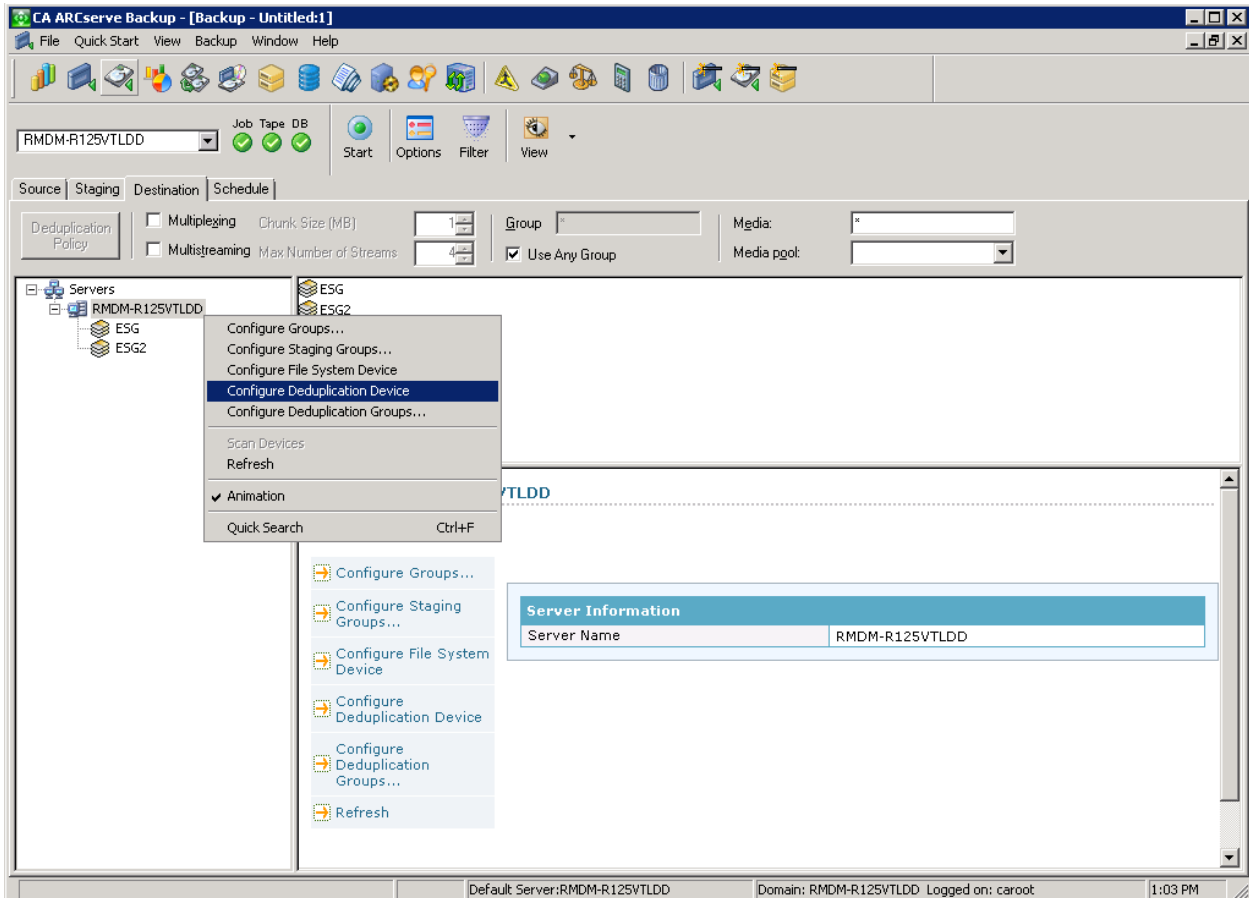 CA ARCserve Backup - [Backup - Untitled:1]
File Quick Start View Backup Window Help
RMDM-R125VTLDD
Job Tape DB
Start Options Filter View
Source Staging Destination Schedule
Deduplication Policy
Multiplexing Chunk Size (MB) 1
Multistreaming Max Number of Streams 4
Group *
Use Any Group
Media: *
Media pool:
Servers
RMDM-R125VTLDD
ESG
ESG2
ESG
ESG2
Configure Groups...
Configure Staging Groups...
Configure File System Device
Configure Deduplication Device
Configure Deduplication Groups...
Scan Devices
Refresh
Animation
Quick Search Ctrl+F
VTLDD
Configure Groups...
Configure Staging
Groups...
Configure File System
Device
Configure
Deduplication Device
Configure
Deduplication
Groups...
Refresh
Server Information
Server Name RMDM-R125VTLDD
Default Server:RMDM-R125VTLDD Domain: RMDM-R125VTLDD Logged on: caroot 1:03 PM